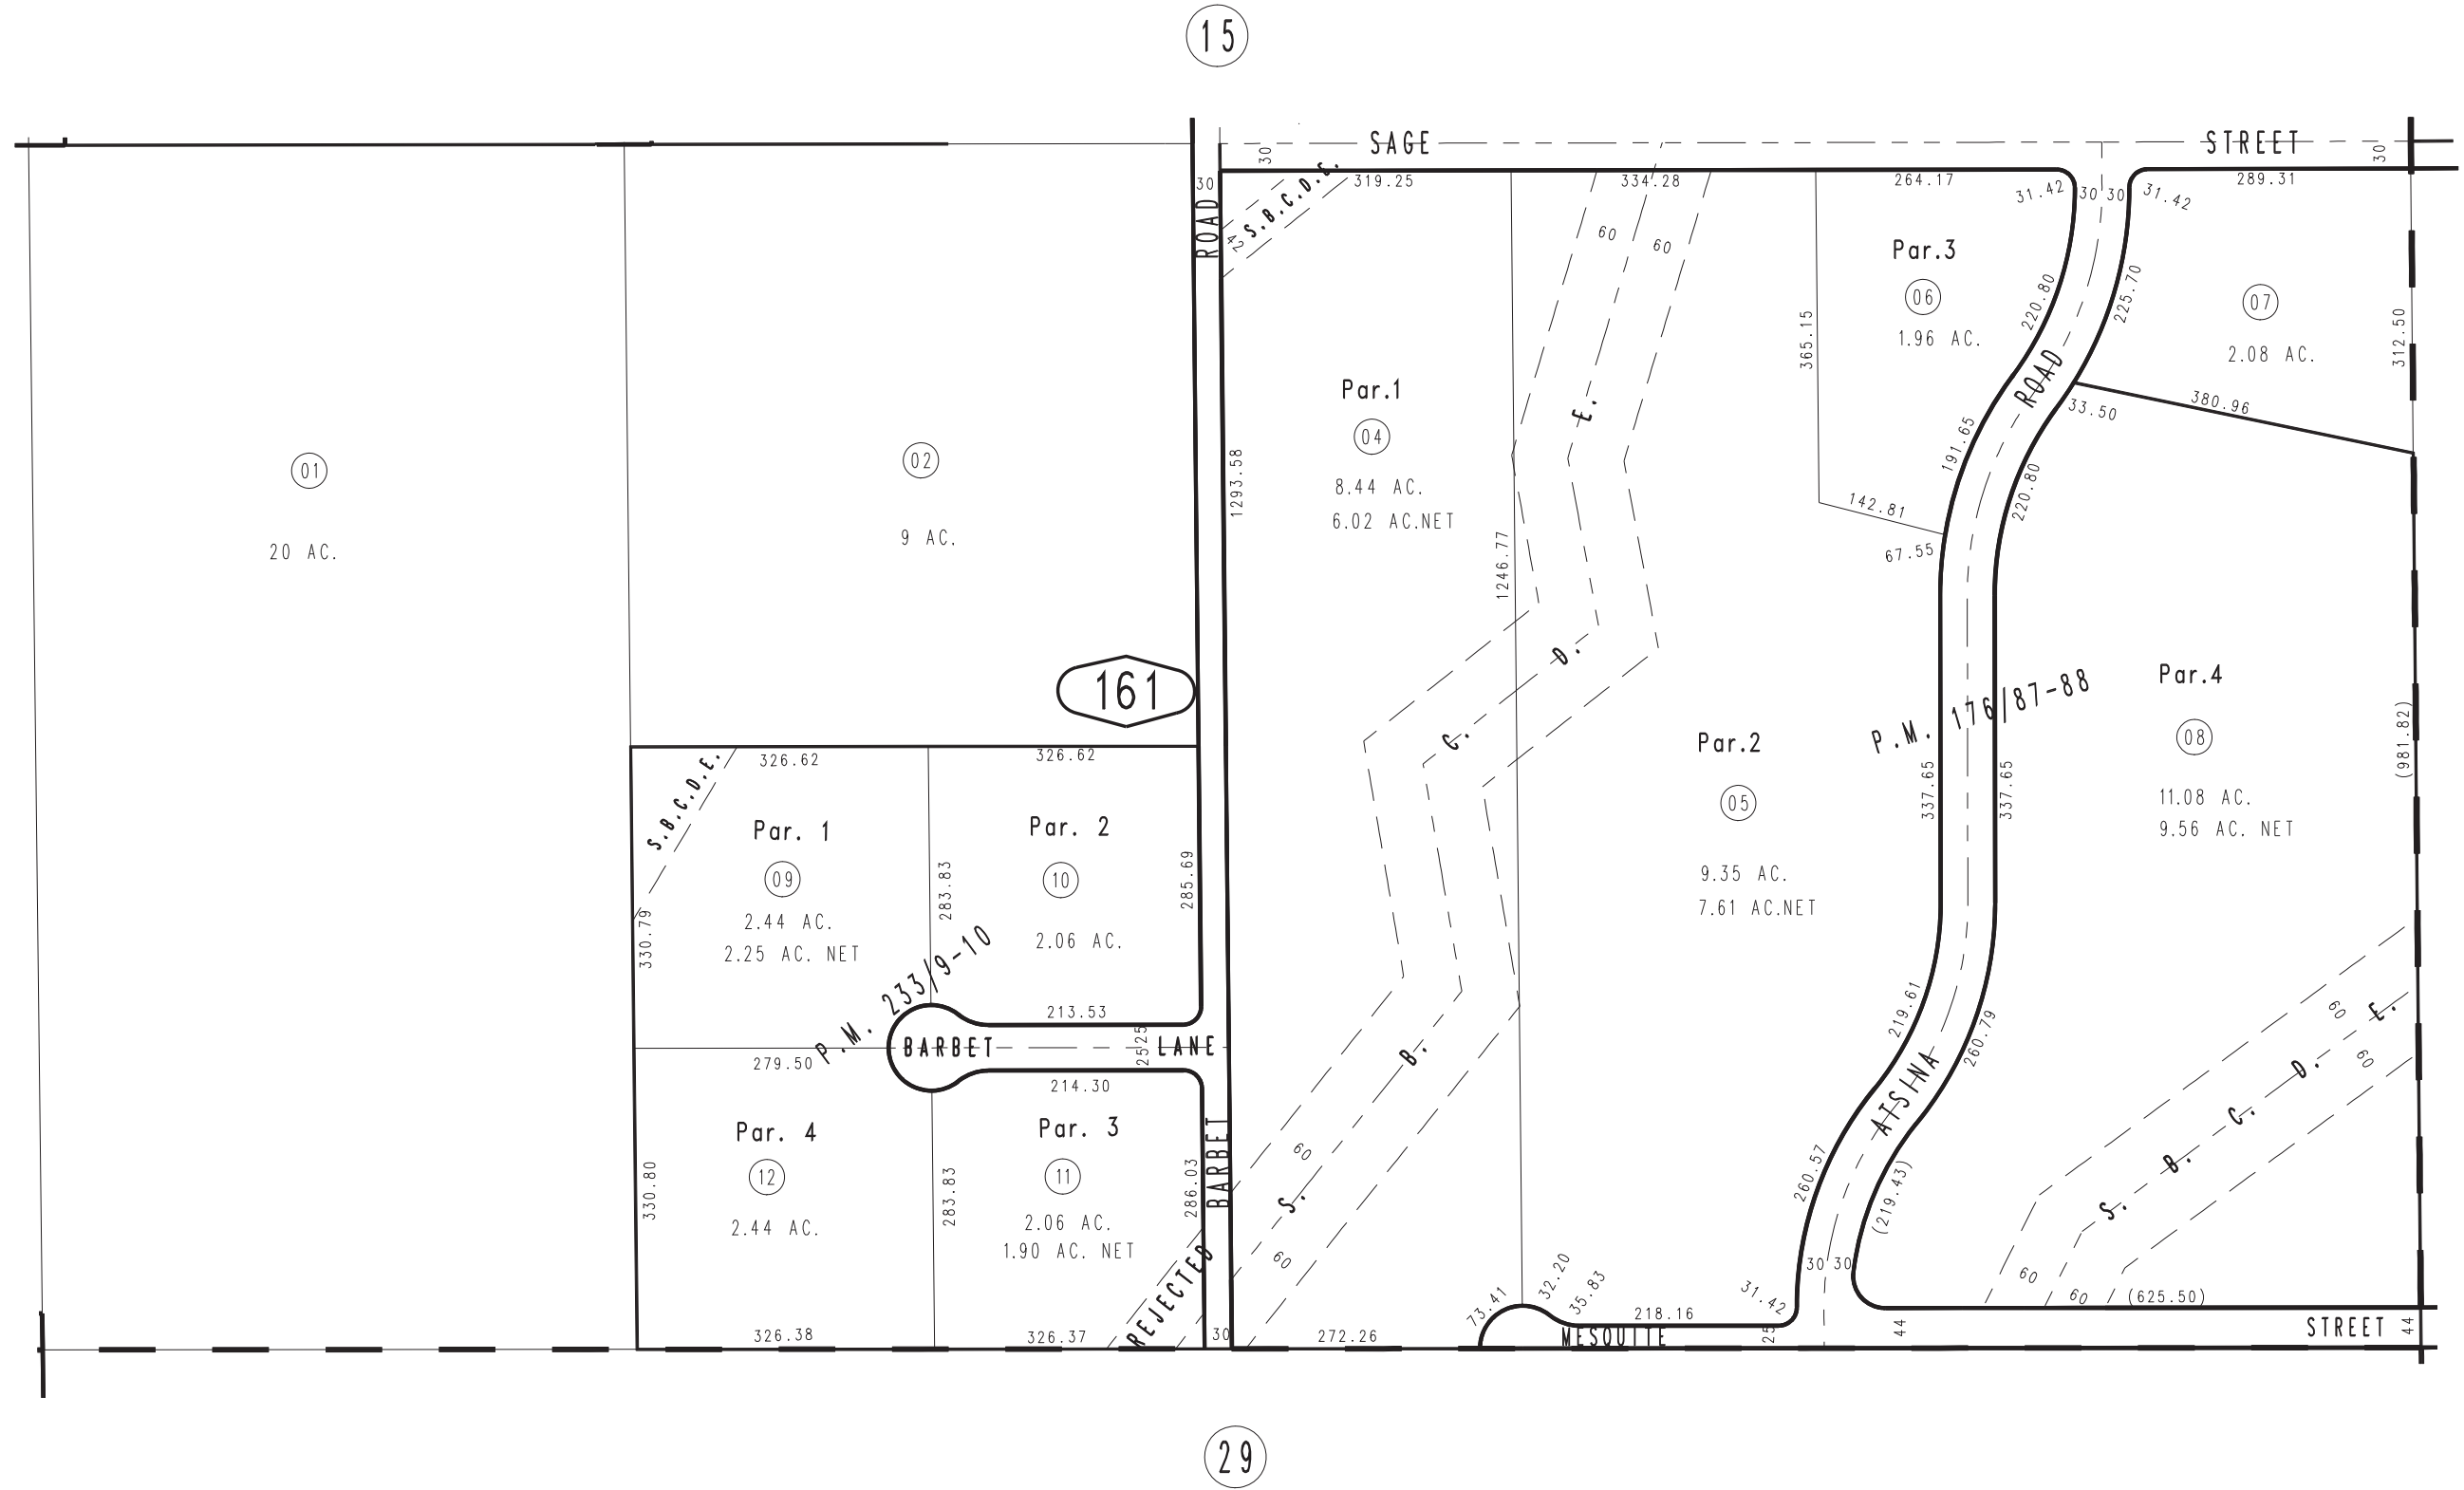 15
SAGE
STREET
30
30
30
319.25
334.28
264.17
31.42
30
30
31.42
289.31
ROAD
S.B.C.D.E.
42
60
60
Par.3
06
1.96 AC.
365.15
220.80
225.70
07
2.08 AC.
312.50
ROAD
33.50
380.96
01
20 AC.
02
9 AC.
1293.58
Par.1
04
8.44 AC.
6.02 AC.NET
1246.77
E.
D.
C.
B.
S.
191.65
142.81
67.55
220.80
161
P.M. 176/87-88
Par.4
08
11.08 AC.
9.56 AC. NET
(981.82)
Par.2
05
9.35 AC.
7.61 AC.NET
337.65
337.65
326.62
326.62
S.B.C.D.E.
Par. 1
09
2.44 AC.
2.25 AC. NET
330.79
283.83
Par. 2
10
2.06 AC.
285.69
P.M. 233/9-10
213.53
BARBET
LANE
25
25
279.50
214.30
Par. 4
12
2.44 AC.
330.80
283.83
Par. 3
11
2.06 AC.
1.90 AC. NET
286.03
BARBET
REJECTED
326.38
326.37
30
272.26
60
60
219.61
260.79
ATSINA
260.57
(219.43)
30
30
73.41
32.20
35.83
218.16
31.42
MESQUITE
25
44
60
E.
60
D.
C.
B.
S.
60
60
(625.50)
STREET
44
29